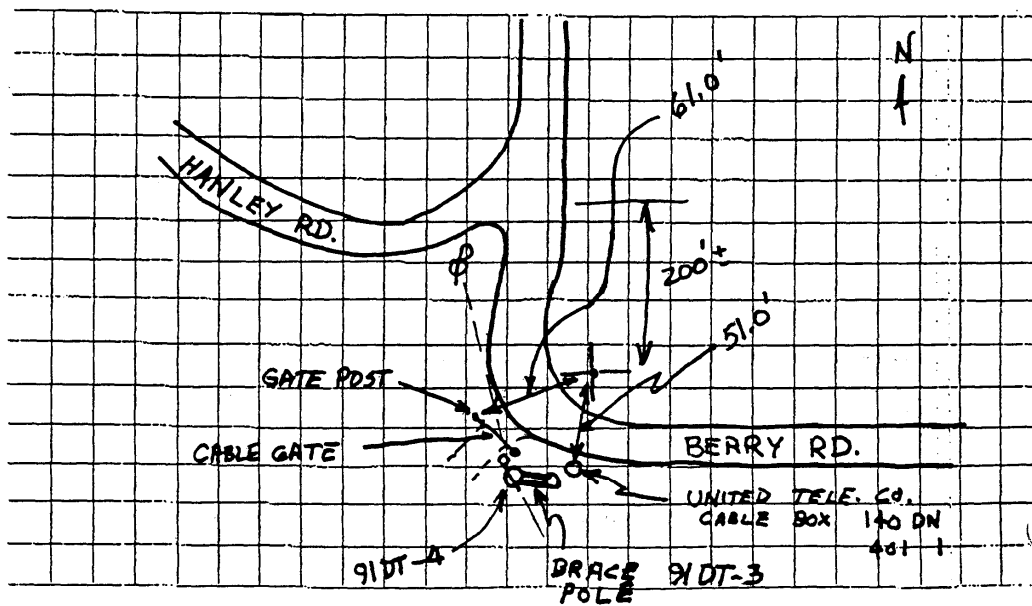 N
61.0'
HANLEY RD.
200'±
51.0'
GATE POST
CABLE GATE
BERRY RD.
UNITED TELE. CO.
CABLE BOX 140 DN
401 1
91DT-4
BRACE 91DT-3
POLE